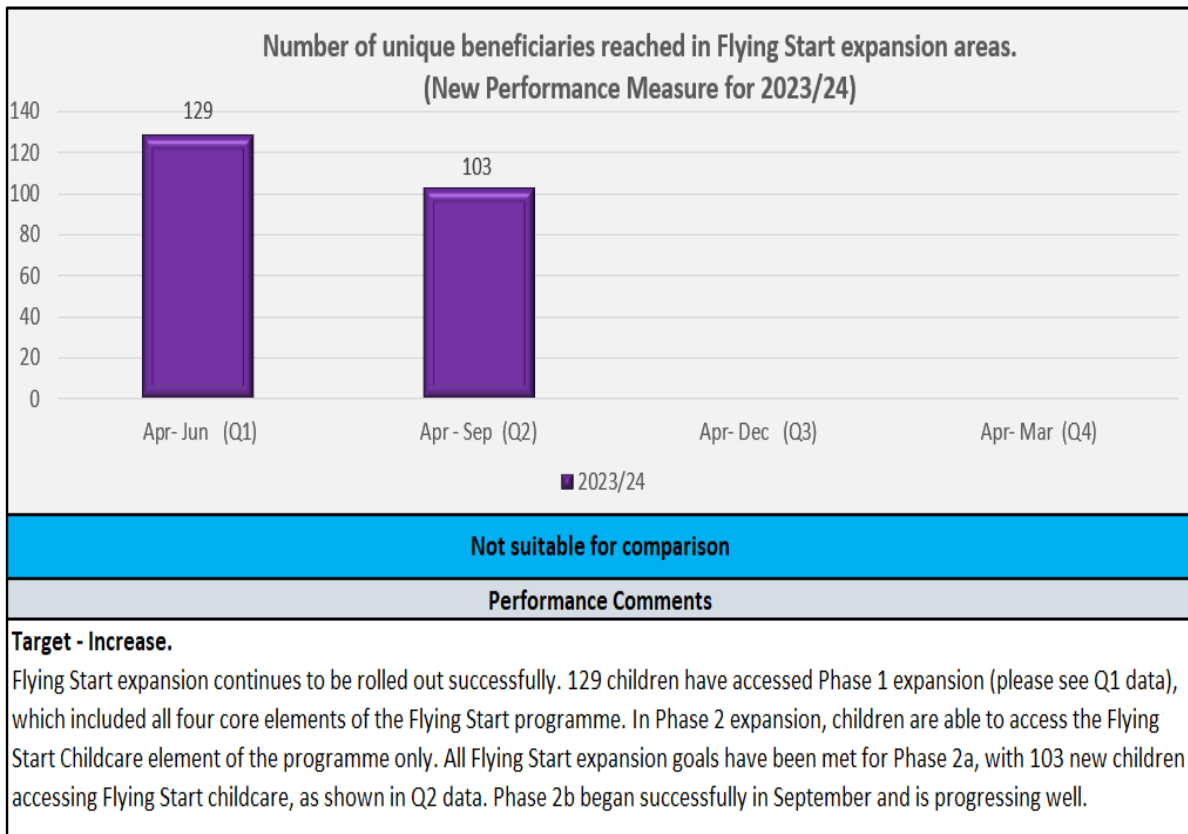 Number of unique beneficiaries reached in Flying Start expansion areas.
(New Performance Measure for 2023/24)
140
120
100
80
60
40
20
0
129
103
Apr- Jun (Q1)
Apr - Sep (Q2)
Apr- Dec (Q3)
Apr- Mar (Q4)
2023/24
Not suitable for comparison
Performance Comments
Target - Increase.
Flying Start expansion continues to be rolled out successfully. 129 children have accessed Phase 1 expansion (please see Q1 data),
which included all four core elements of the Flying Start programme. In Phase 2 expansion, children are able to access the Flying
Start Childcare element of the programme only. All Flying Start expansion goals have been met for Phase 2a, with 103 new children
accessing Flying Start childcare, as shown in Q2 data. Phase 2b began successfully in September and is progressing well.